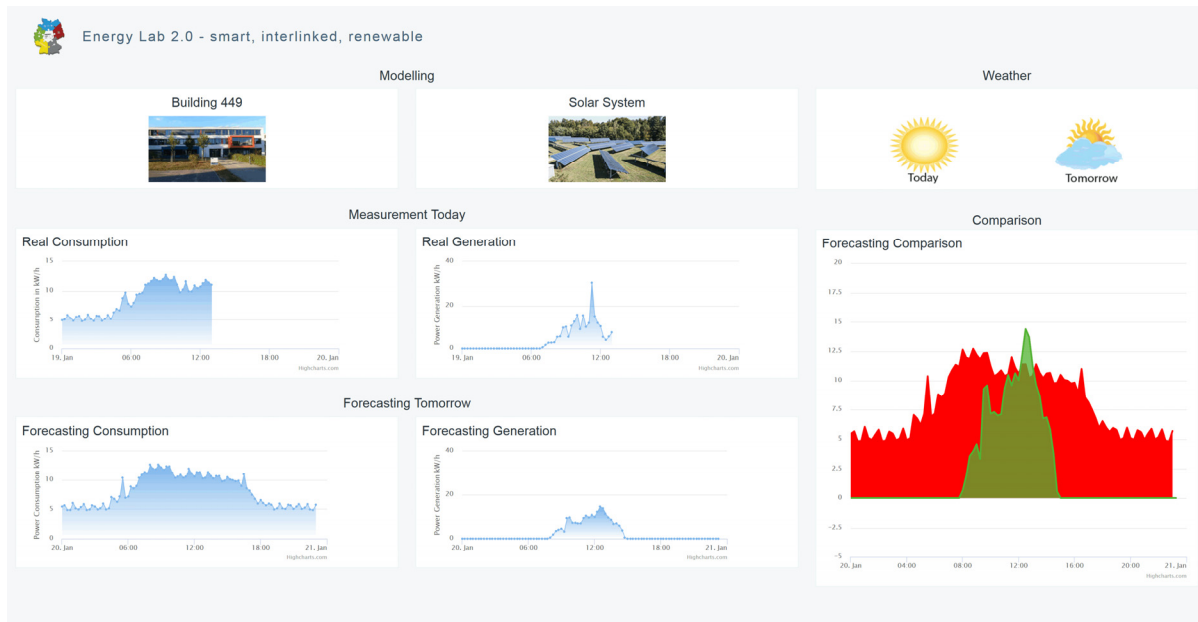 Energy Lab 2.0 - smart, interlinked, renewable
Modelling
Weather
Building 449
Solar System
Today
Tomorrow
Measurement Today
Comparison
Real Consumption
Consumption in kW/h
15
10
5
0
19. Jan
06:00
12:00
18:00
20. Jan
Highcharts.com
Real Generation
Power Generation kW/h
40
20
0
19. Jan
06:00
12:00
18:00
20. Jan
Highcharts.com
Forecasting Comparison
20
17.5
15
12.5
10
7.5
5
2.5
0
-2.5
-5
20. Jan
04:00
08:00
12:00
16:00
20:00
21. Jan
Highcharts.com
Forecasting Tomorrow
Forecasting Consumption
Power Consumption kW/h
15
10
5
0
20. Jan
06:00
12:00
18:00
21. Jan
Highcharts.com
Forecasting Generation
Power Generation kW/h
40
20
0
20. Jan
06:00
12:00
18:00
21. Jan
Highcharts.com